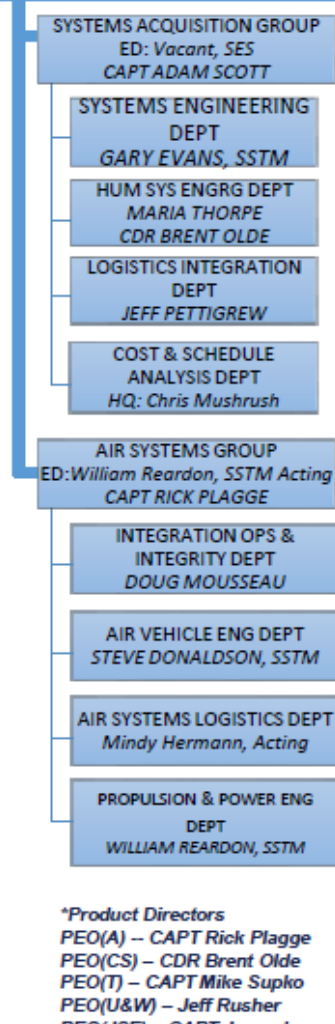 SYSTEMS ACQUISITION GROUP
ED: Vacant, SES
CAPT ADAM SCOTT
SYSTEMS ENGINEERING
DEPT
GARY EVANS, SSTM
HUM SYS ENGRG DEPT
MARIA THORPE
CDR BRENT OLDE
LOGISTICS INTEGRATION
DEPT
JEFF PETTIGREW
COST & SCHEDULE
ANALYSIS DEPT
HQ: Chris Mushrush
AIR SYSTEMS GROUP
ED:William Reardon, SSTM Acting
CAPT RICK PLAGGE
INTEGRATION OPS &
INTEGRITY DEPT
DOUG MOUSSEAU
AIR VEHICLE ENG DEPT
STEVE DONALDSON, SSTM
AIR SYSTEMS LOGISTICS DEPT
Mindy Hermann, Acting
PROPULSION & POWER ENG
DEPT
WILLIAM REARDON, SSTM
*Product Directors
PEO(A) -- CAPT Rick Plagge
PEO(CS) – CDR Brent Olde
PEO(T) – CAPT Mike Supko
PEO(U&W) – Jeff Rusher